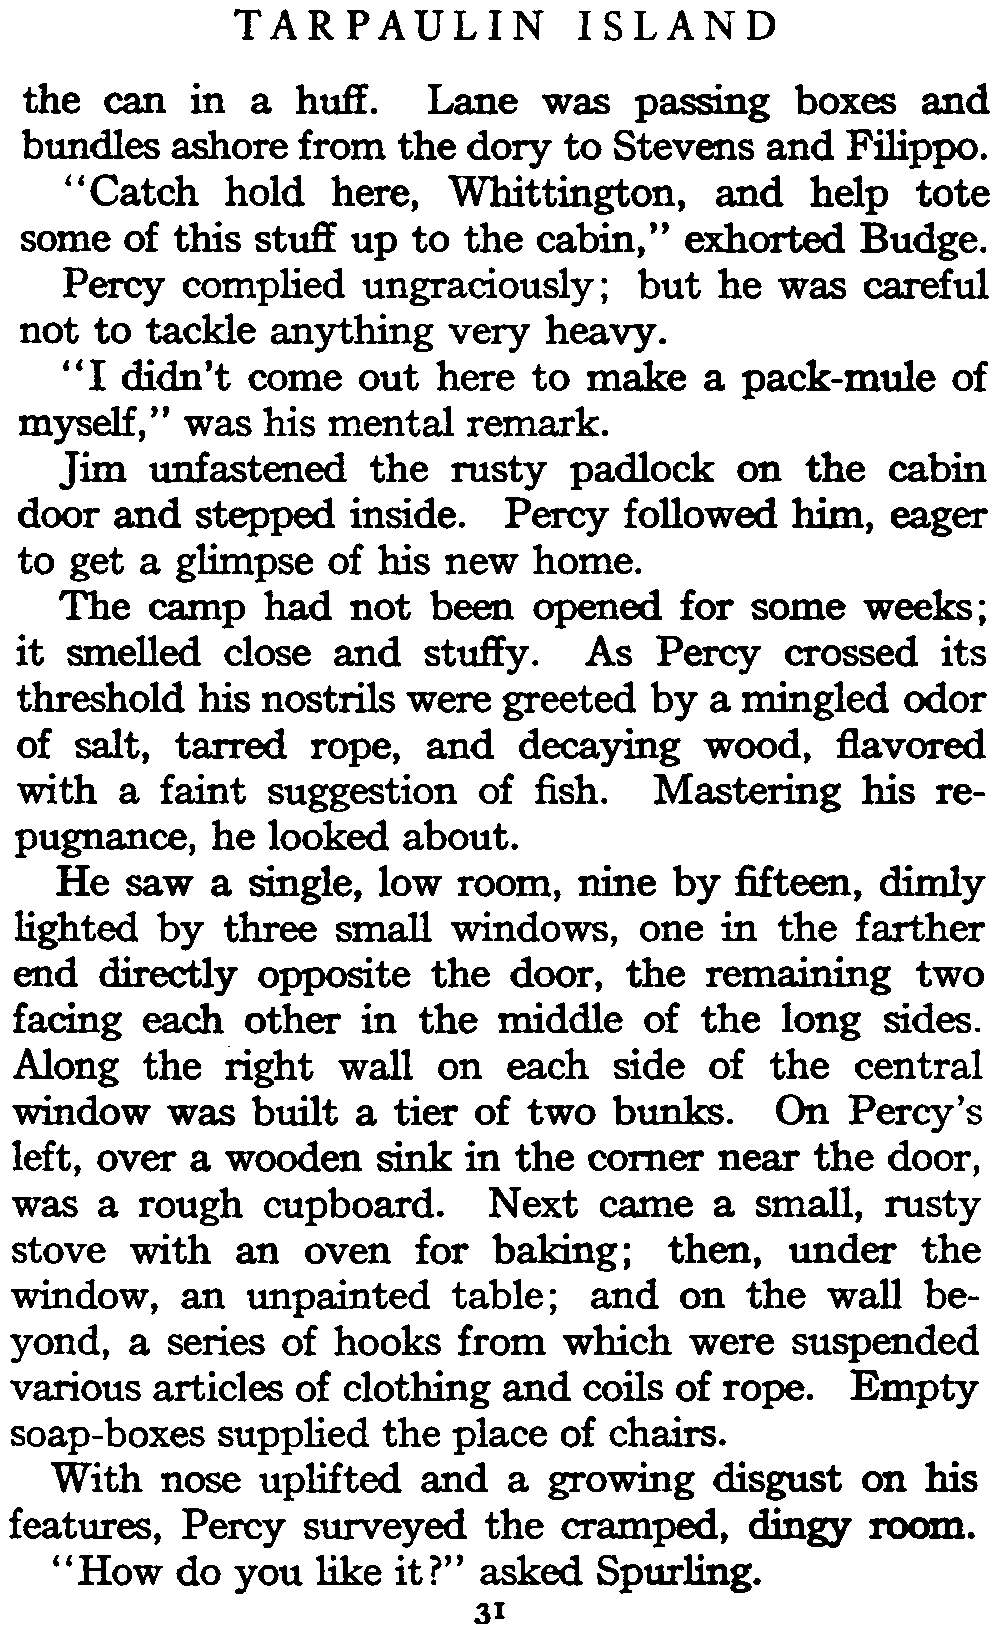 TARPAULIN ISLAND
the can in a huff. Lane was passing boxes and
bundles ashore from the dory to Stevens and Filippo.
"Catch hold here, Whittington, and help tote
some of this stuff up to the cabin," exhorted Budge.
Percy complied ungraciously; but he was careful
not to tackle anything very heavy.
"I didn't come out here to make a pack-mule of
myself," was his mental remark.
Jim unfastened the rusty padlock on the cabin
door and stepped inside. Percy followed him, eager
to get a glimpse of his new home.
The camp had not been opened for some weeks;
it smelled close and stuffy. As Percy crossed its
threshold his nostrils were greeted by a mingled odor
of salt, tarred rope, and decaying wood, flavored
with a faint suggestion of fish. Mastering his re-
pugnance, he looked about.
He saw a single, low room, nine by fifteen, dimly
lighted by three small windows, one in the farther
end directly opposite the door, the remaining two
facing each other in the middle of the long sides.
Along the right wall on each side of the central
window was built a tier of two bunks. On Percy's
left, over a wooden sink in the corner near the door,
was a rough cupboard. Next came a small, rusty
stove with an oven for baking; then, under the
window, an unpainted table; and on the wall be-
yond, a series of hooks from which were suspended
various articles of clothing and coils of rope. Empty
soap-boxes supplied the place of chairs.
With nose uplifted and a growing disgust on his
features, Percy surveyed the cramped, dingy room.
"How do you like it?" asked Spurling.
31